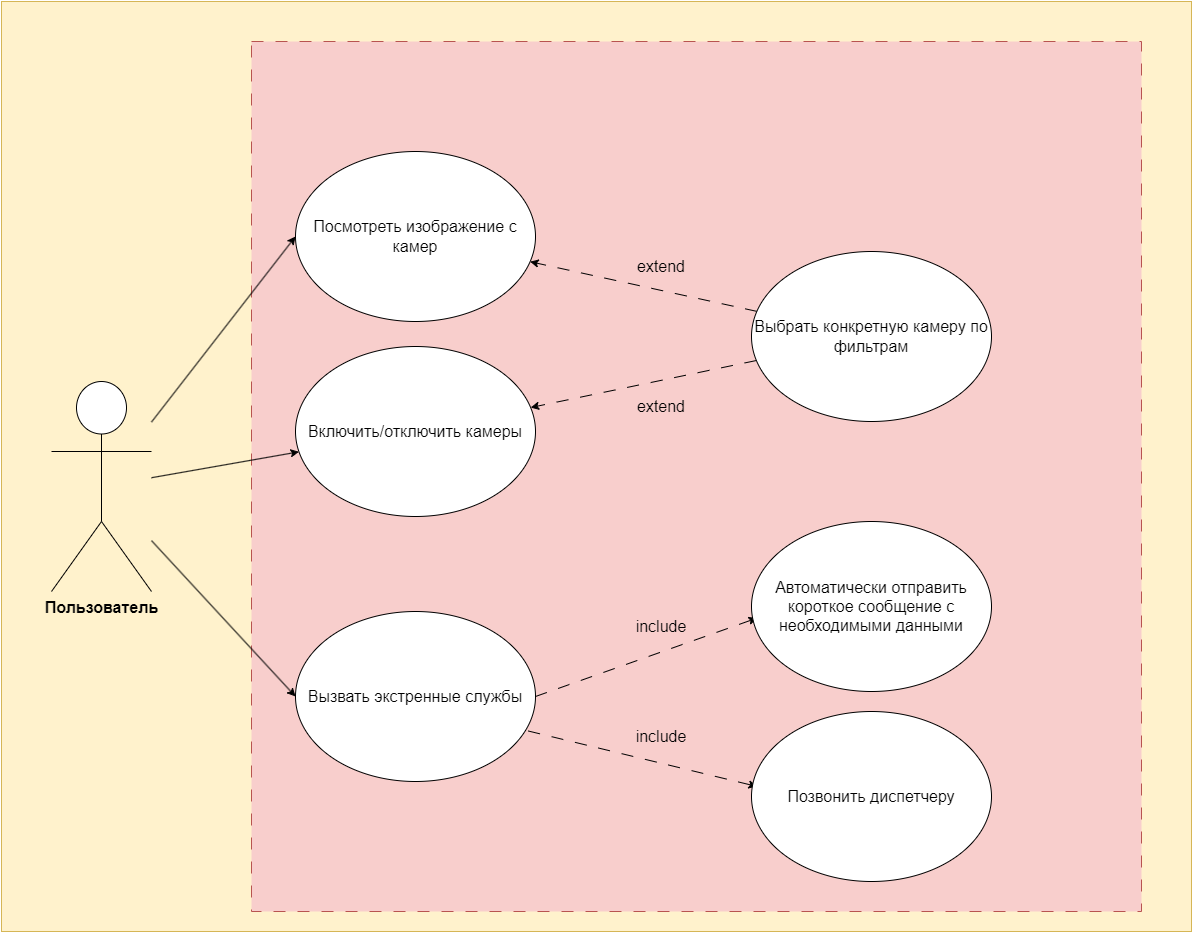 Посмотреть изображение с
камер
extend
Выбрать конкретную камеру по
фильтрам
Включить/отключить камеры
extend
Пользователь
Автоматически отправить
короткое сообщение с
необходимыми данными
include
Вызвать экстренные службы
include
Позвонить диспетчеру